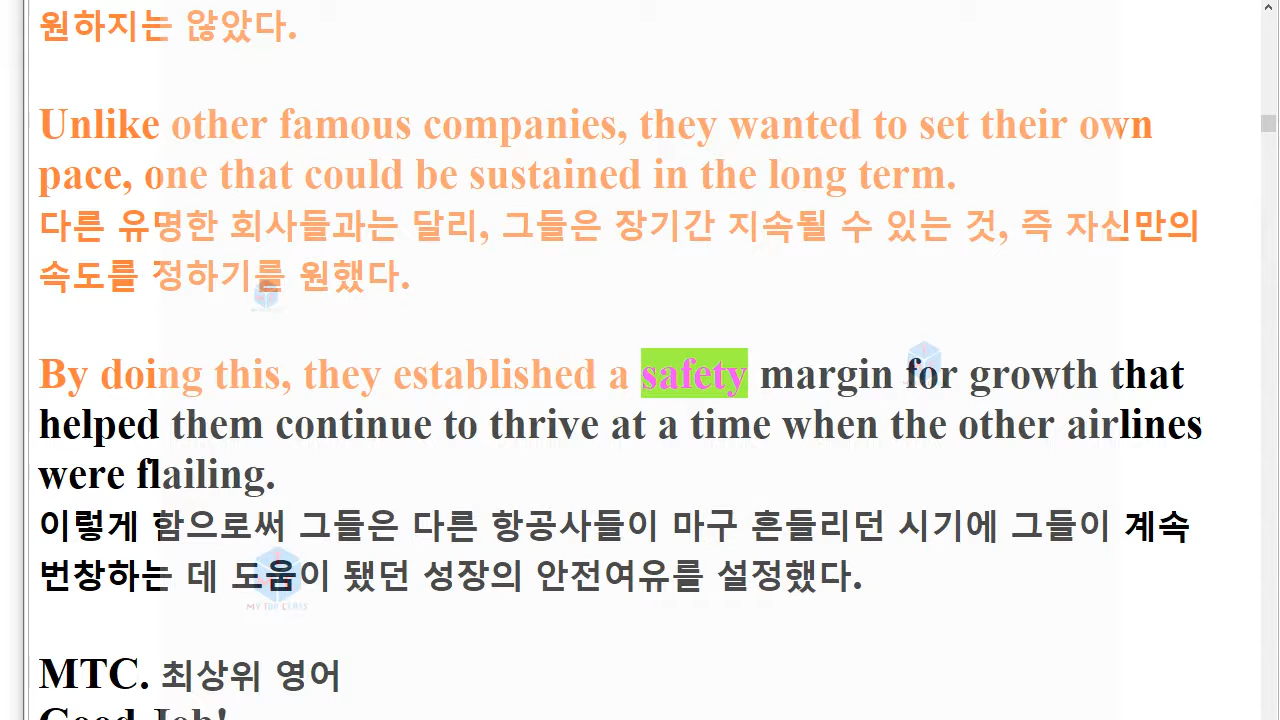 원하지는 않았다.
Unlike other famous companies, they wanted to set their own
pace, one that could be sustained in the long term.
다른 유명한 회사들과는 달리, 그들은 장기간 지속될 수 있는 것, 즉 자신만의
속도를 정하기를 원했다.
By doing this, they established a safety margin for growth that
helped them continue to thrive at a time when the other airlines
were flailing.
이렇게 함으로써 그들은 다른 항공사들이 마구 흔들리던 시기에 그들이 계속
번창하는 데 도움이 됐던 성장의 안전여유를 설정했다.
MY TOP CLASS
MTC. 최상위 영어
Good Job!